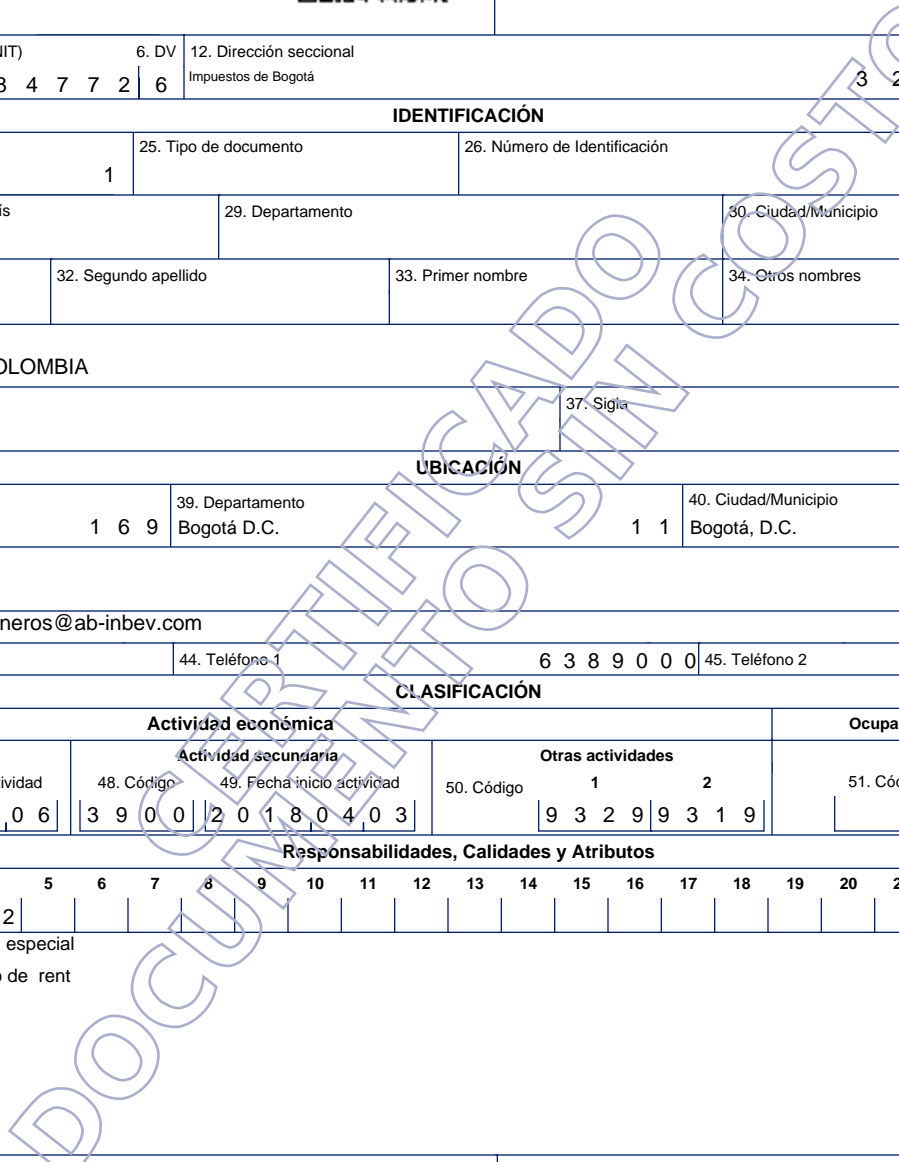 NIT) 6. DV 12. Dirección seccional
3 4 7 7 2 6 Impuestos de Bogotá 3 2
IDENTIFICACIÓN
25. Tipo de documento 26. Número de Identificación
1
ís 29. Departamento 30. Ciudad/Municipio
32. Segundo apellido 33. Primer nombre 34. Otros nombres
OLOMBIA
37. Sigla
UBICACIÓN
39. Departamento 40. Ciudad/Municipio
1 6 9 Bogotá D.C. 1 1 Bogotá, D.C.
neros@ab-inbev.com
44. Teléfono 1 6 3 8 9 0 0 0 45. Teléfono 2
CLASIFICACIÓN
Actividad económica Ocupa
Actividad secundaria Otras actividades
ividad 48. Código 49. Fecha inicio actividad 50. Código 1 2 51. Cód
0 6 3 9 0 0 2 0 1 8 0 4 0 3 9 3 2 9 9 3 1 9
Responsabilidades, Calidades y Atributos
5 6 7 8 9 10 11 12 13 14 15 16 17 18 19 20 2
2
especial
o de rent
CERTIFICADO
DOCUMENTO SIN COSTO